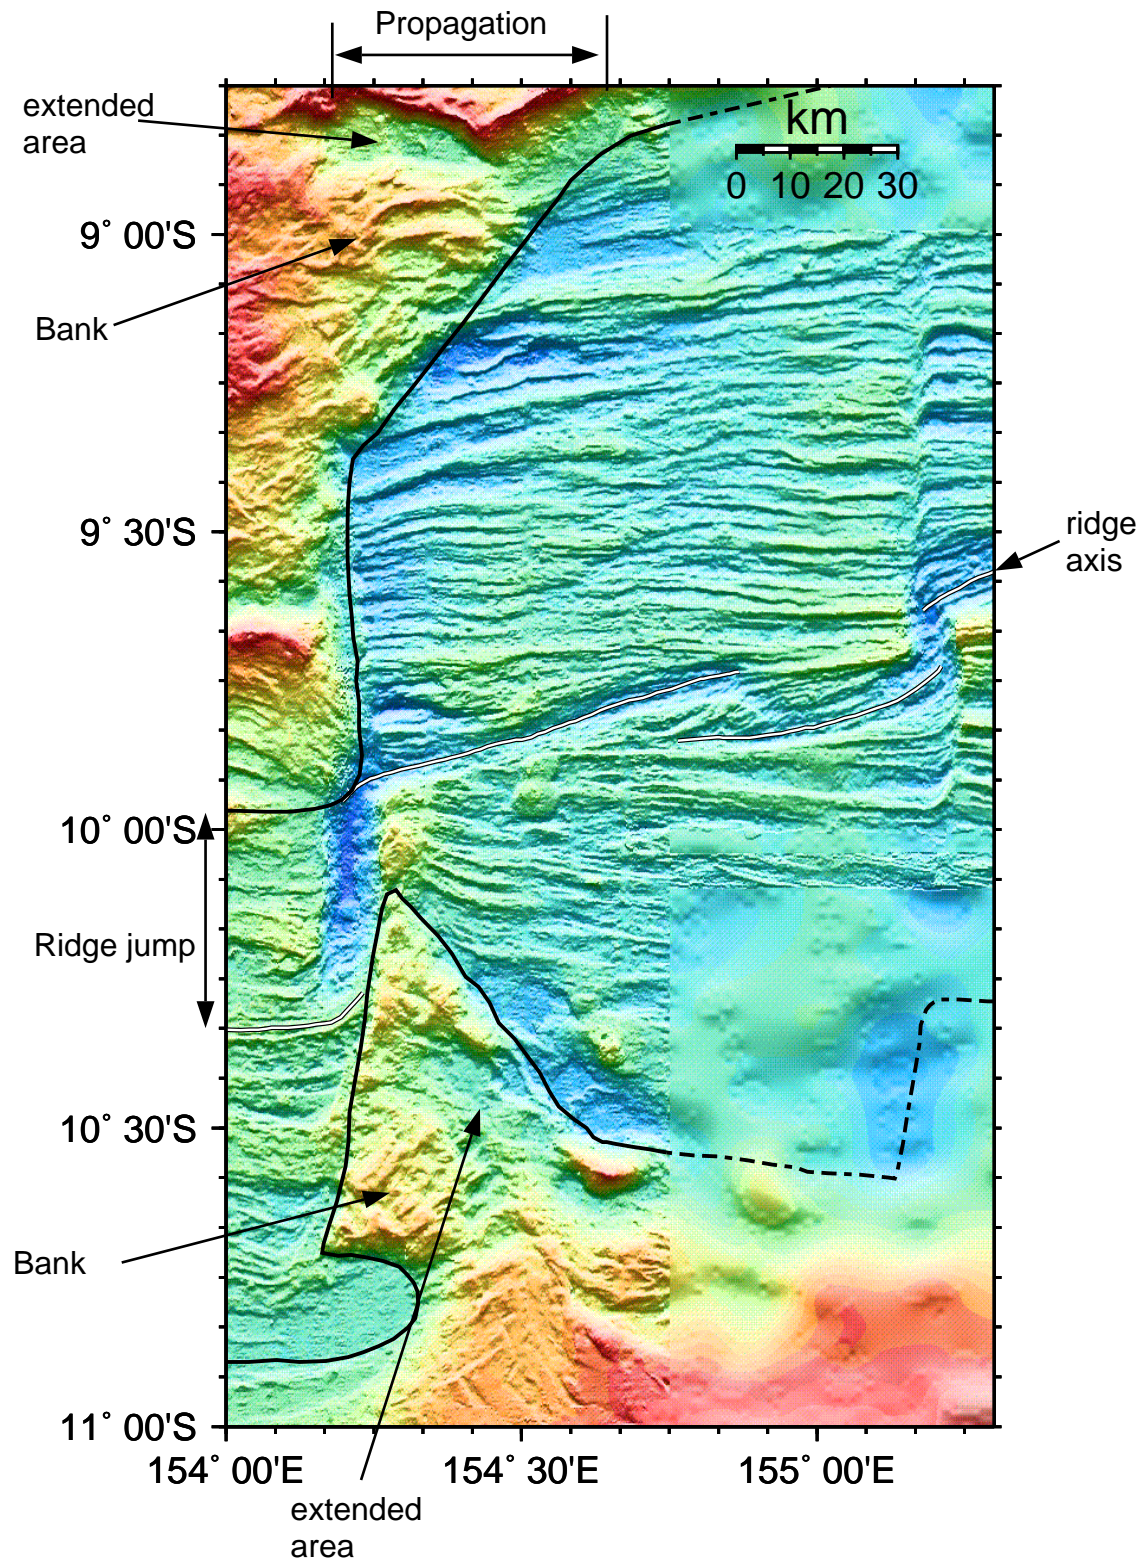 Propagation
extended
area
km
0 10 20 30
9° 00'S
Bank
9° 30'S
ridge
axis
10° 00'S
Ridge jump
10° 30'S
Bank
11° 00'S
154° 00'E 154° 30'E 155° 00'E
extended
area